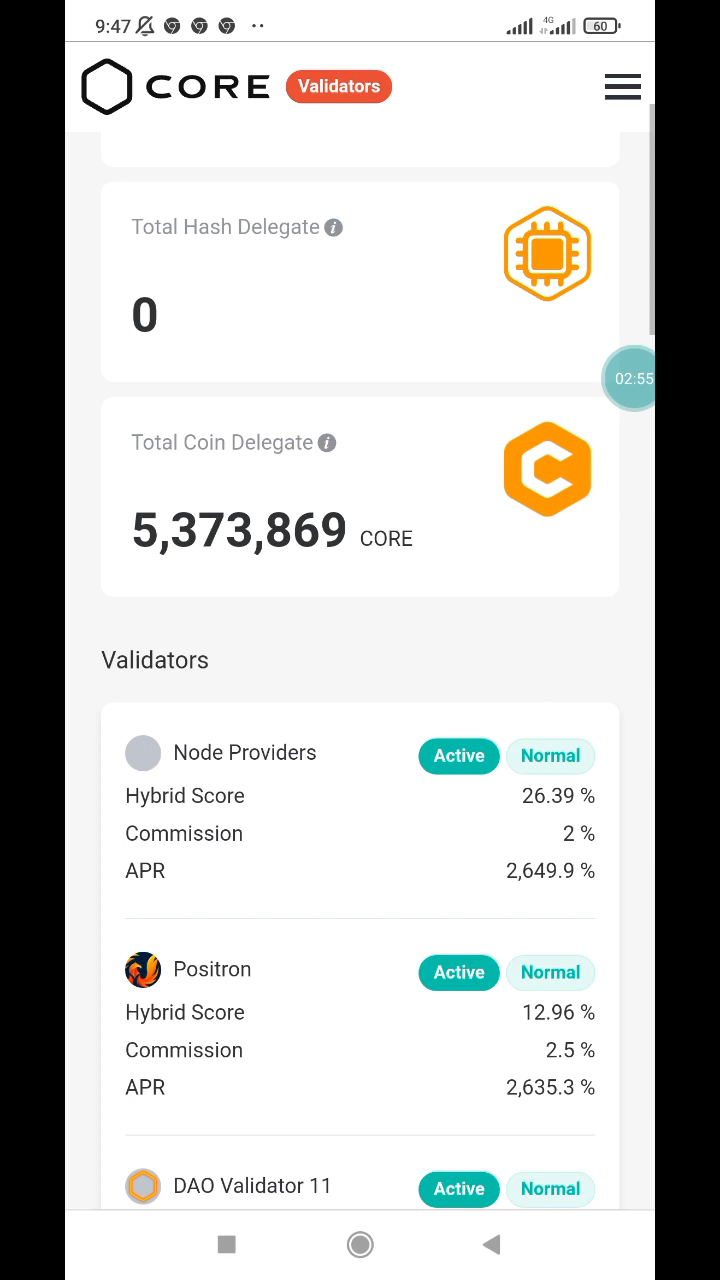 9:47 4G 60
CORE Validators
Total Hash Delegate i
0
02:55
Total Coin Delegate i
5,373,869 CORE
Validators
Node Providers Active Normal
Hybrid Score 26.39 %
Commission 2 %
APR 2,649.9 %
Positron Active Normal
Hybrid Score 12.96 %
Commission 2.5 %
APR 2,635.3 %
DAO Validator 11 Active Normal